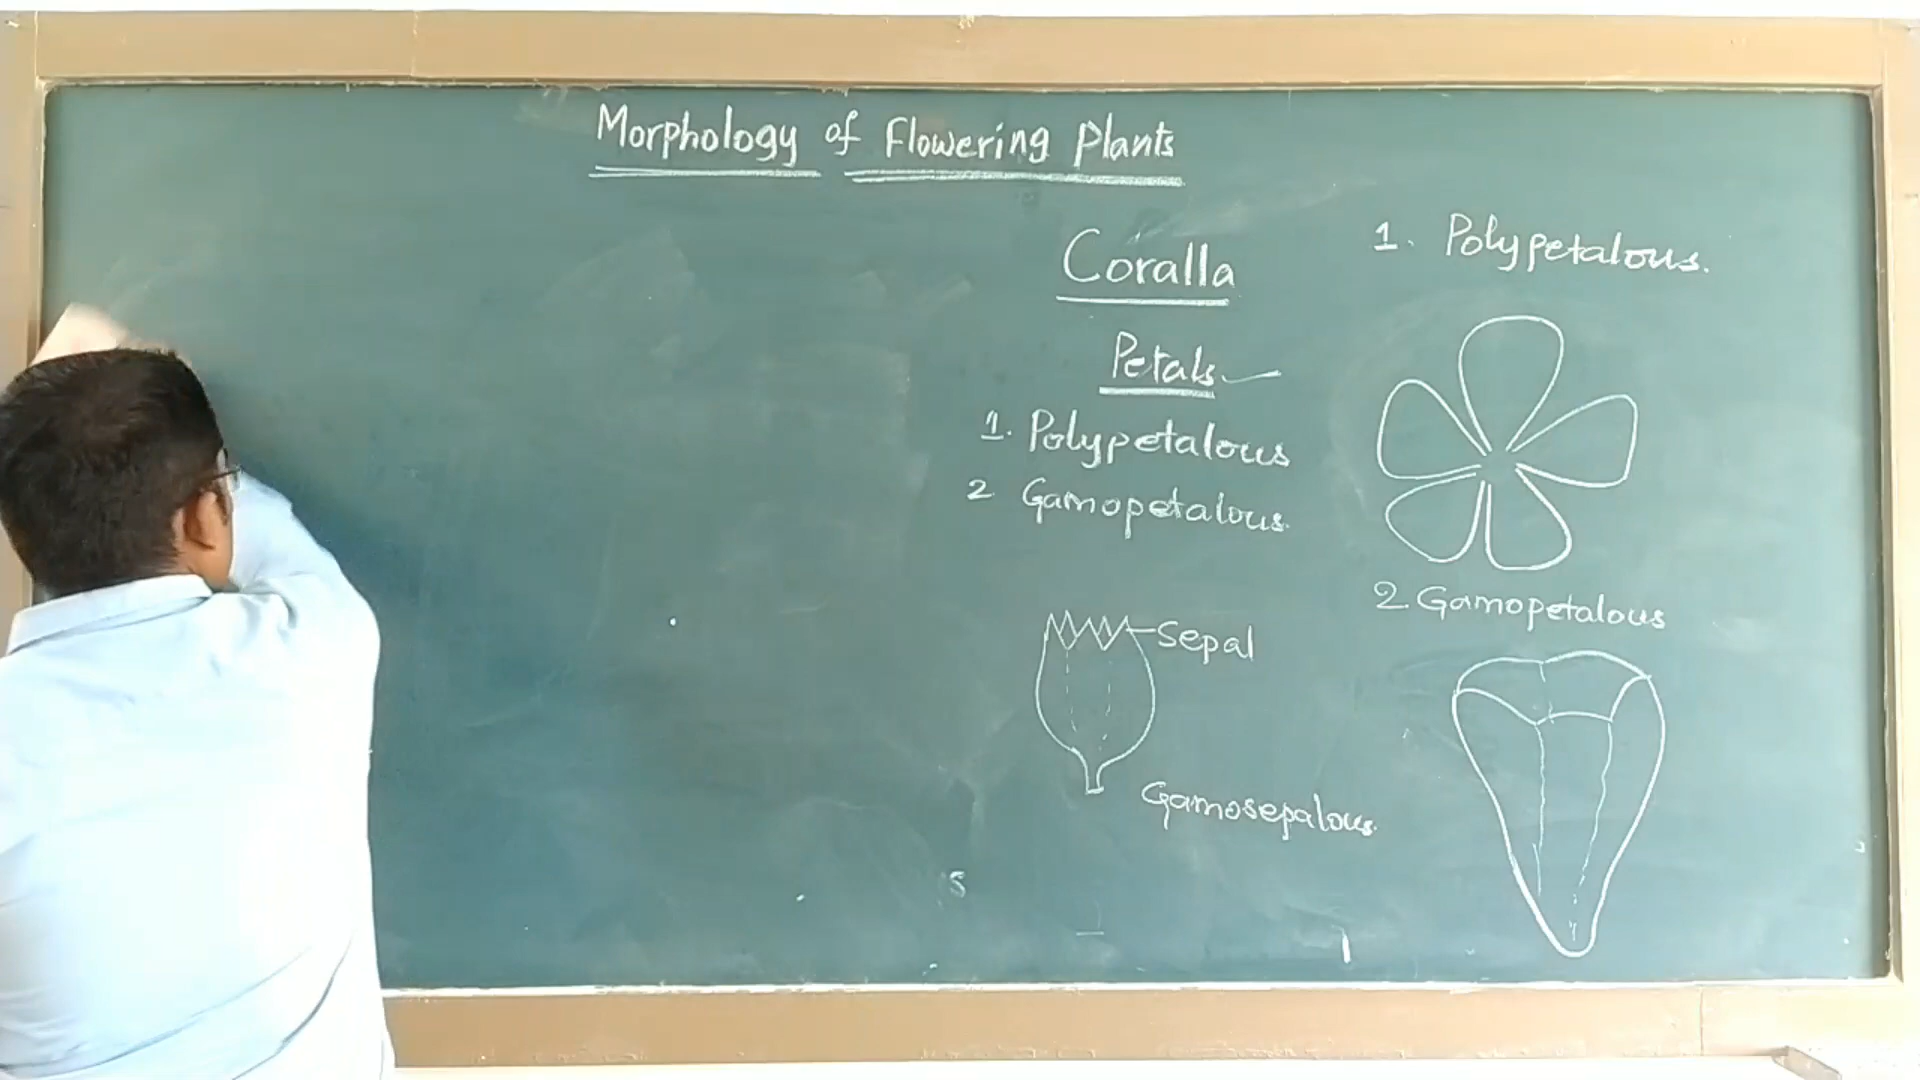 Morphology of Flowering Plants
Coralla
Petals
1. Polypetalous
2 Gamopetalous.
Sepal
Gamosepalous.
s
1. Polypetalous.
2. Gamopetalous